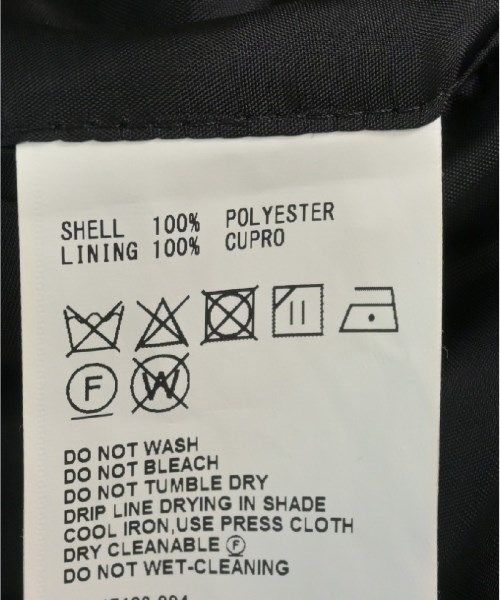 SHELL 100% POLYESTER
LINING 100% CUPRO
F W
DO NOT WASH
DO NOT BLEACH
DO NOT TUMBLE DRY
DRIP LINE DRYING IN SHADE
COOL IRON,USE PRESS CLOTH
DRY CLEANABLE Ⓕ
DO NOT WET-CLEANING